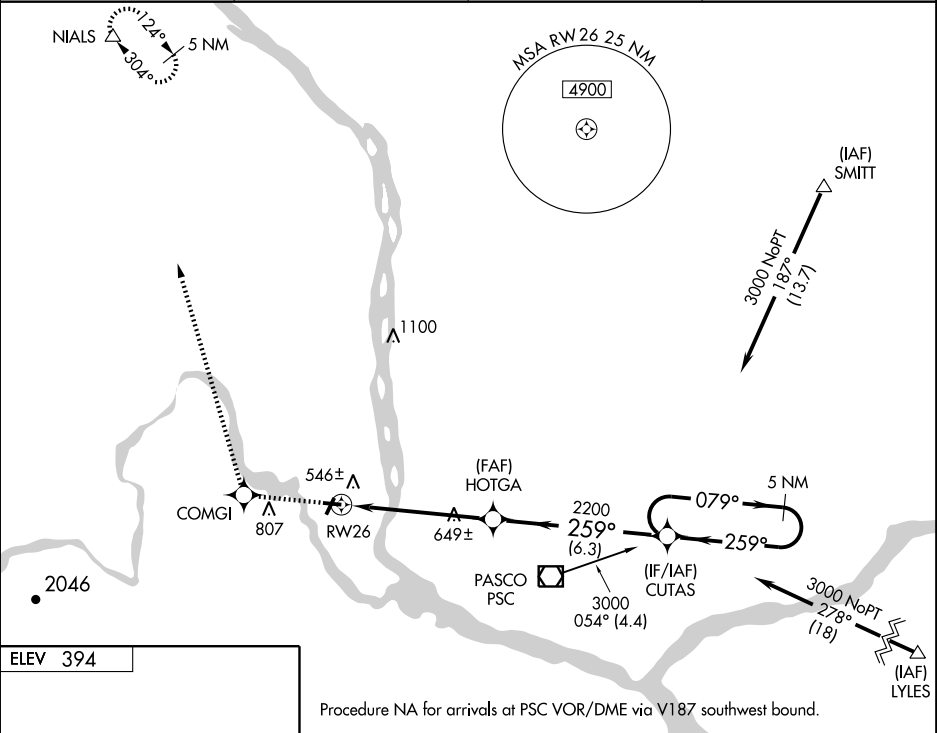 NIALS
124°
304°
5 NM
MSA RW26 25 NM
4900
(IAF)
SMITT
3000 NoPT
187°
(13.7)
1100
(FAF)
HOTGA
546±
COMGI
807
RW26
649±
2200
259°
(6.3)
079°
5 NM
259°
(IF/IAF)
CUTAS
PASCO
PSC
3000
054° (4.4)
3000 NoPT
278°
(18)
(IAF)
LYLES
2046
ELEV 394
Procedure NA for arrivals at PSC VOR/DME via V187 southwest bound.